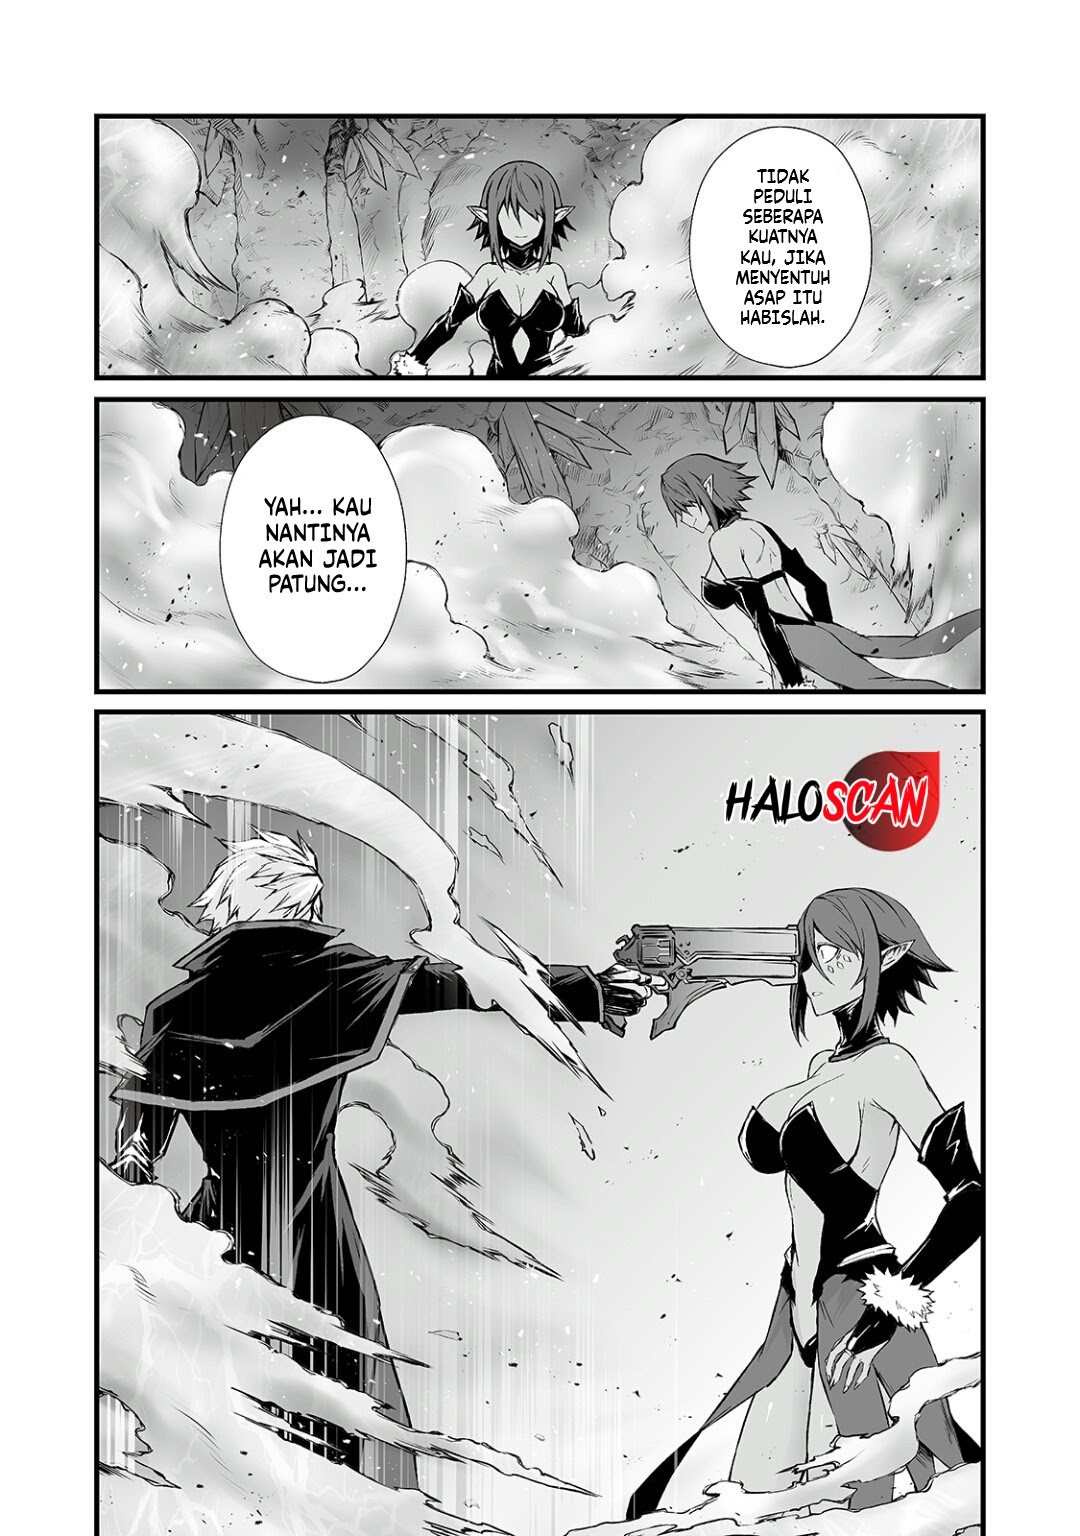 TIDAK
PEDULI
SEBERAPA
KUATNYA
KAU, JIKA
MENYENTUH
ASAP ITU
HABISLAH.
YAH... KAU
NANTINYA
AKAN JADI
PATUNG...
HALOSCAN